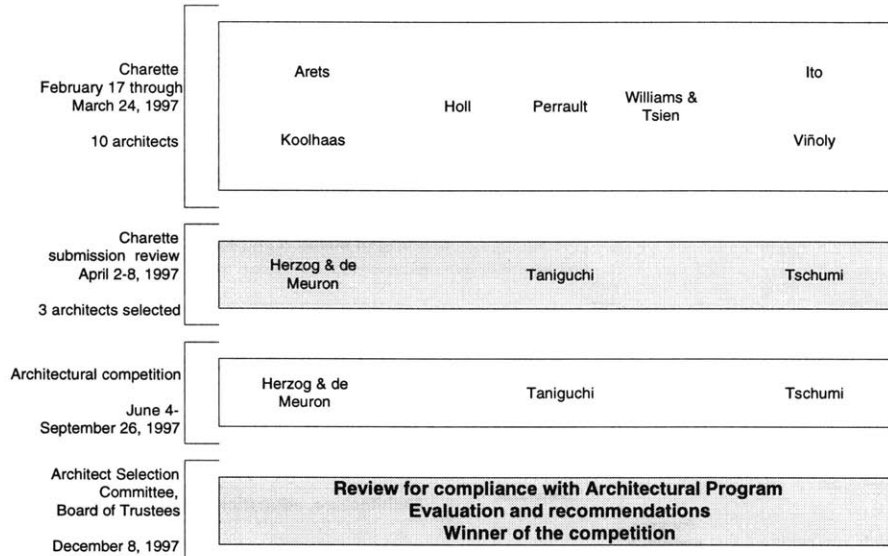 Charette
February 17 through
March 24, 1997
10 architects
Arets
Ito
Holl
Perrault
Williams &
Tsien
Koolhaas
Viñoly
Charette
submission review
April 2-8, 1997
3 architects selected
Herzog & de
Meuron
Taniguchi
Tschumi
Architectural competition
June 4-
September 26, 1997
Herzog & de
Meuron
Taniguchi
Tschumi
Architect Selection
Committee,
Board of Trustees
December 8, 1997
Review for compliance with Architectural Program
Evaluation and recommendations
Winner of the competition